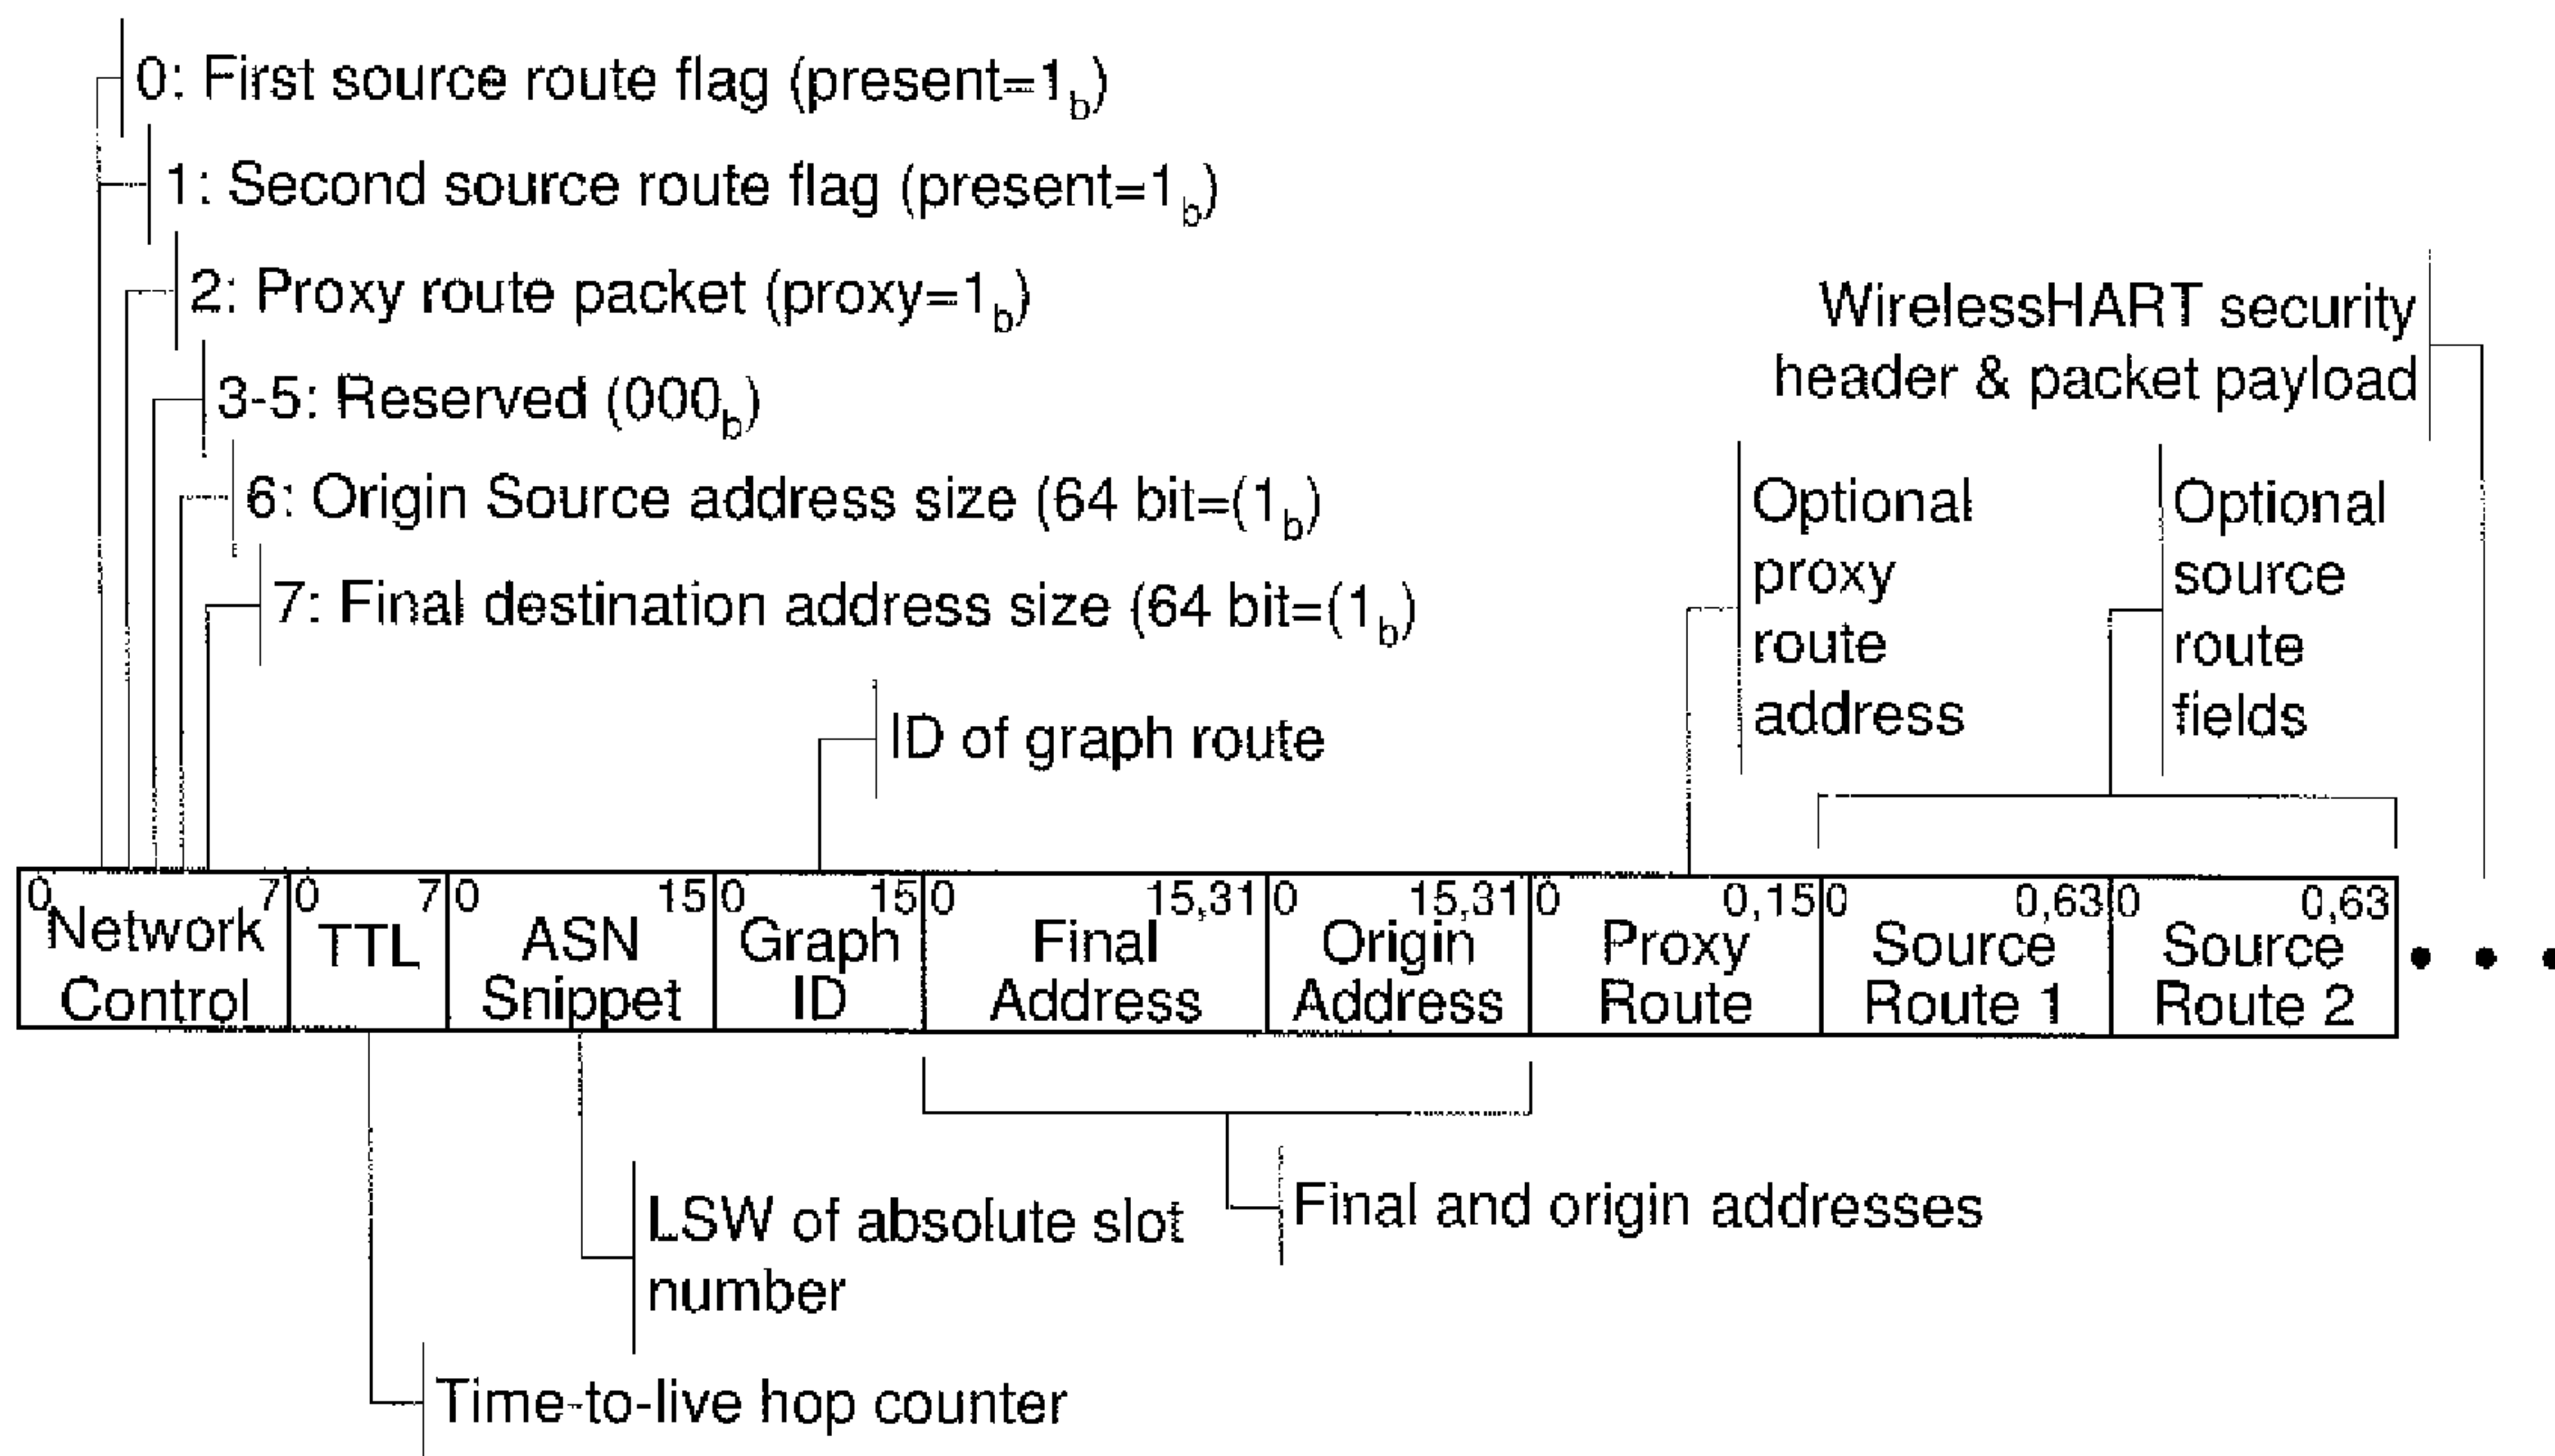 0: First source route flag (present=1b)
1: Second source route flag (present=1b)
2: Proxy route packet (proxy=1b)
3-5: Reserved (000b)
6: Origin Source address size (64 bit=(1b)
7: Final destination address size (64 bit=(1b)
WirelessHART security
header & packet payload
Optional
proxy
route
address
Optional
source
route
fields
ID of graph route
0 7 0 7 0 15 0 15 0 15,31 0 15,31 0 0,15 0 0,63 0 0,63
Network
Control
TTL
ASN
Snippet
Graph
ID
Final
Address
Origin
Address
Proxy
Route
Source
Route 1
Source
Route 2
• • •
LSW of absolute slot
number
Final and origin addresses
Time-to-live hop counter